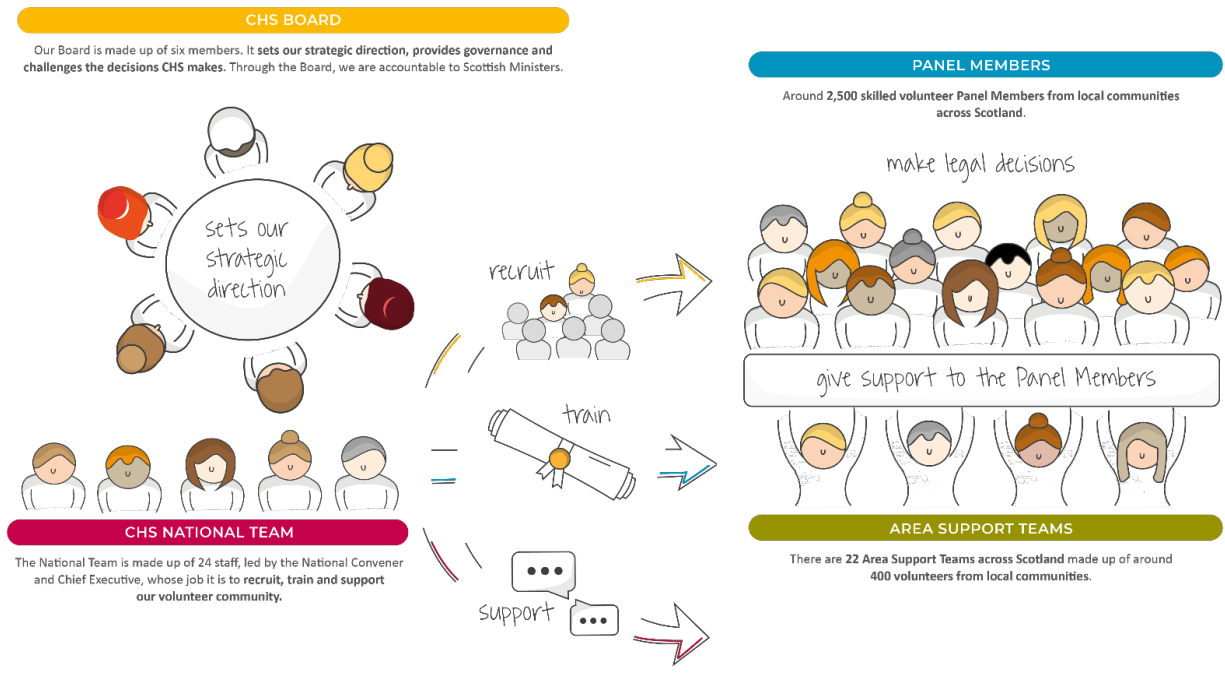 CHS BOARD
Our Board is made up of six members. It sets our strategic direction, provides governance and
challenges the decisions CHS makes. Through the Board, we are accountable to Scottish Ministers.
sets our
strategic
direction
CHS NATIONAL TEAM
The National Team is made up of 24 staff, led by the National Convener
and Chief Executive, whose job it is to recruit, train and support
our volunteer community.
recruit
train
support
PANEL MEMBERS
Around 2,500 skilled volunteer Panel Members from local communities
across Scotland.
make legal decisions
give support to the Panel Members
AREA SUPPORT TEAMS
There are 22 Area Support Teams across Scotland made up of around
400 volunteers from local communities.